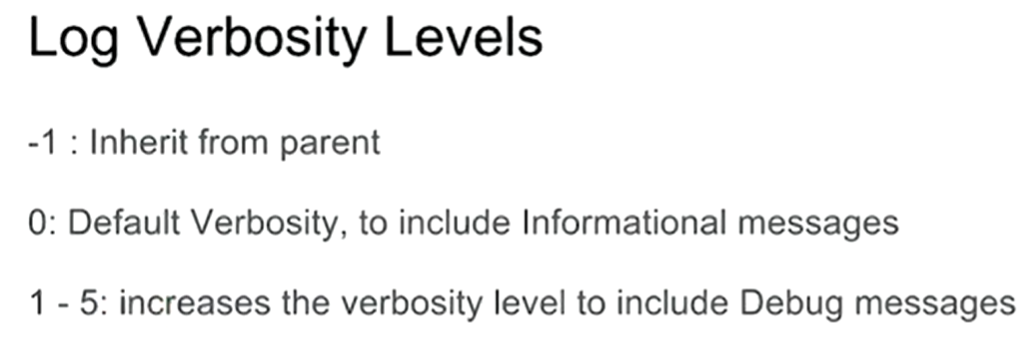 Log Verbosity Levels
-1 : Inherit from parent
0: Default Verbosity, to include Informational messages
1 - 5: increases the verbosity level to include Debug messages